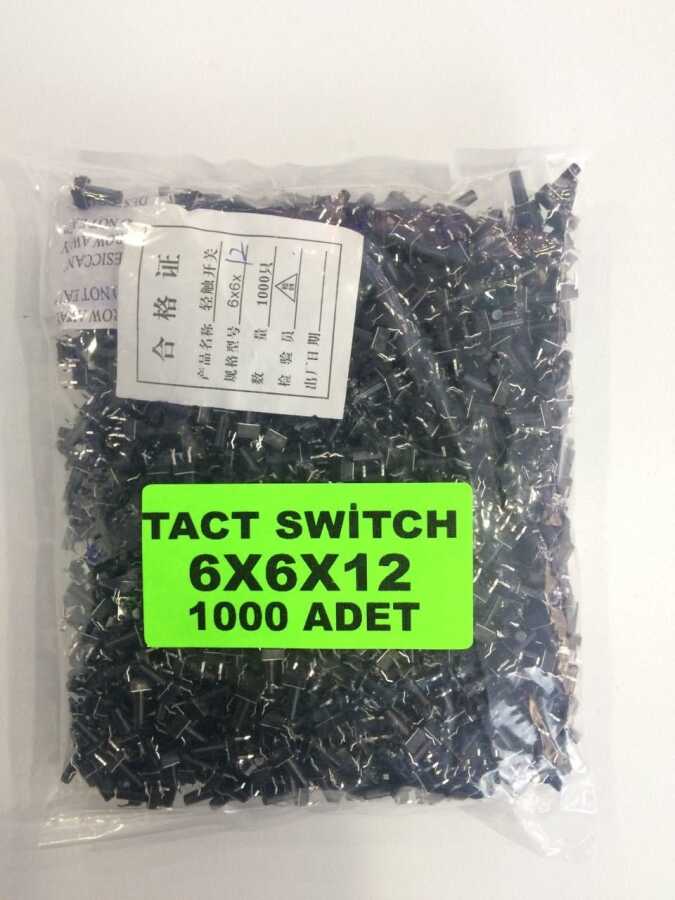 合格证
产品名称 轻触开关
规格型号 6x6x12
数量 1000只
检验员
出厂日期
TACT SWİTCH
6X6X12
1000 ADET